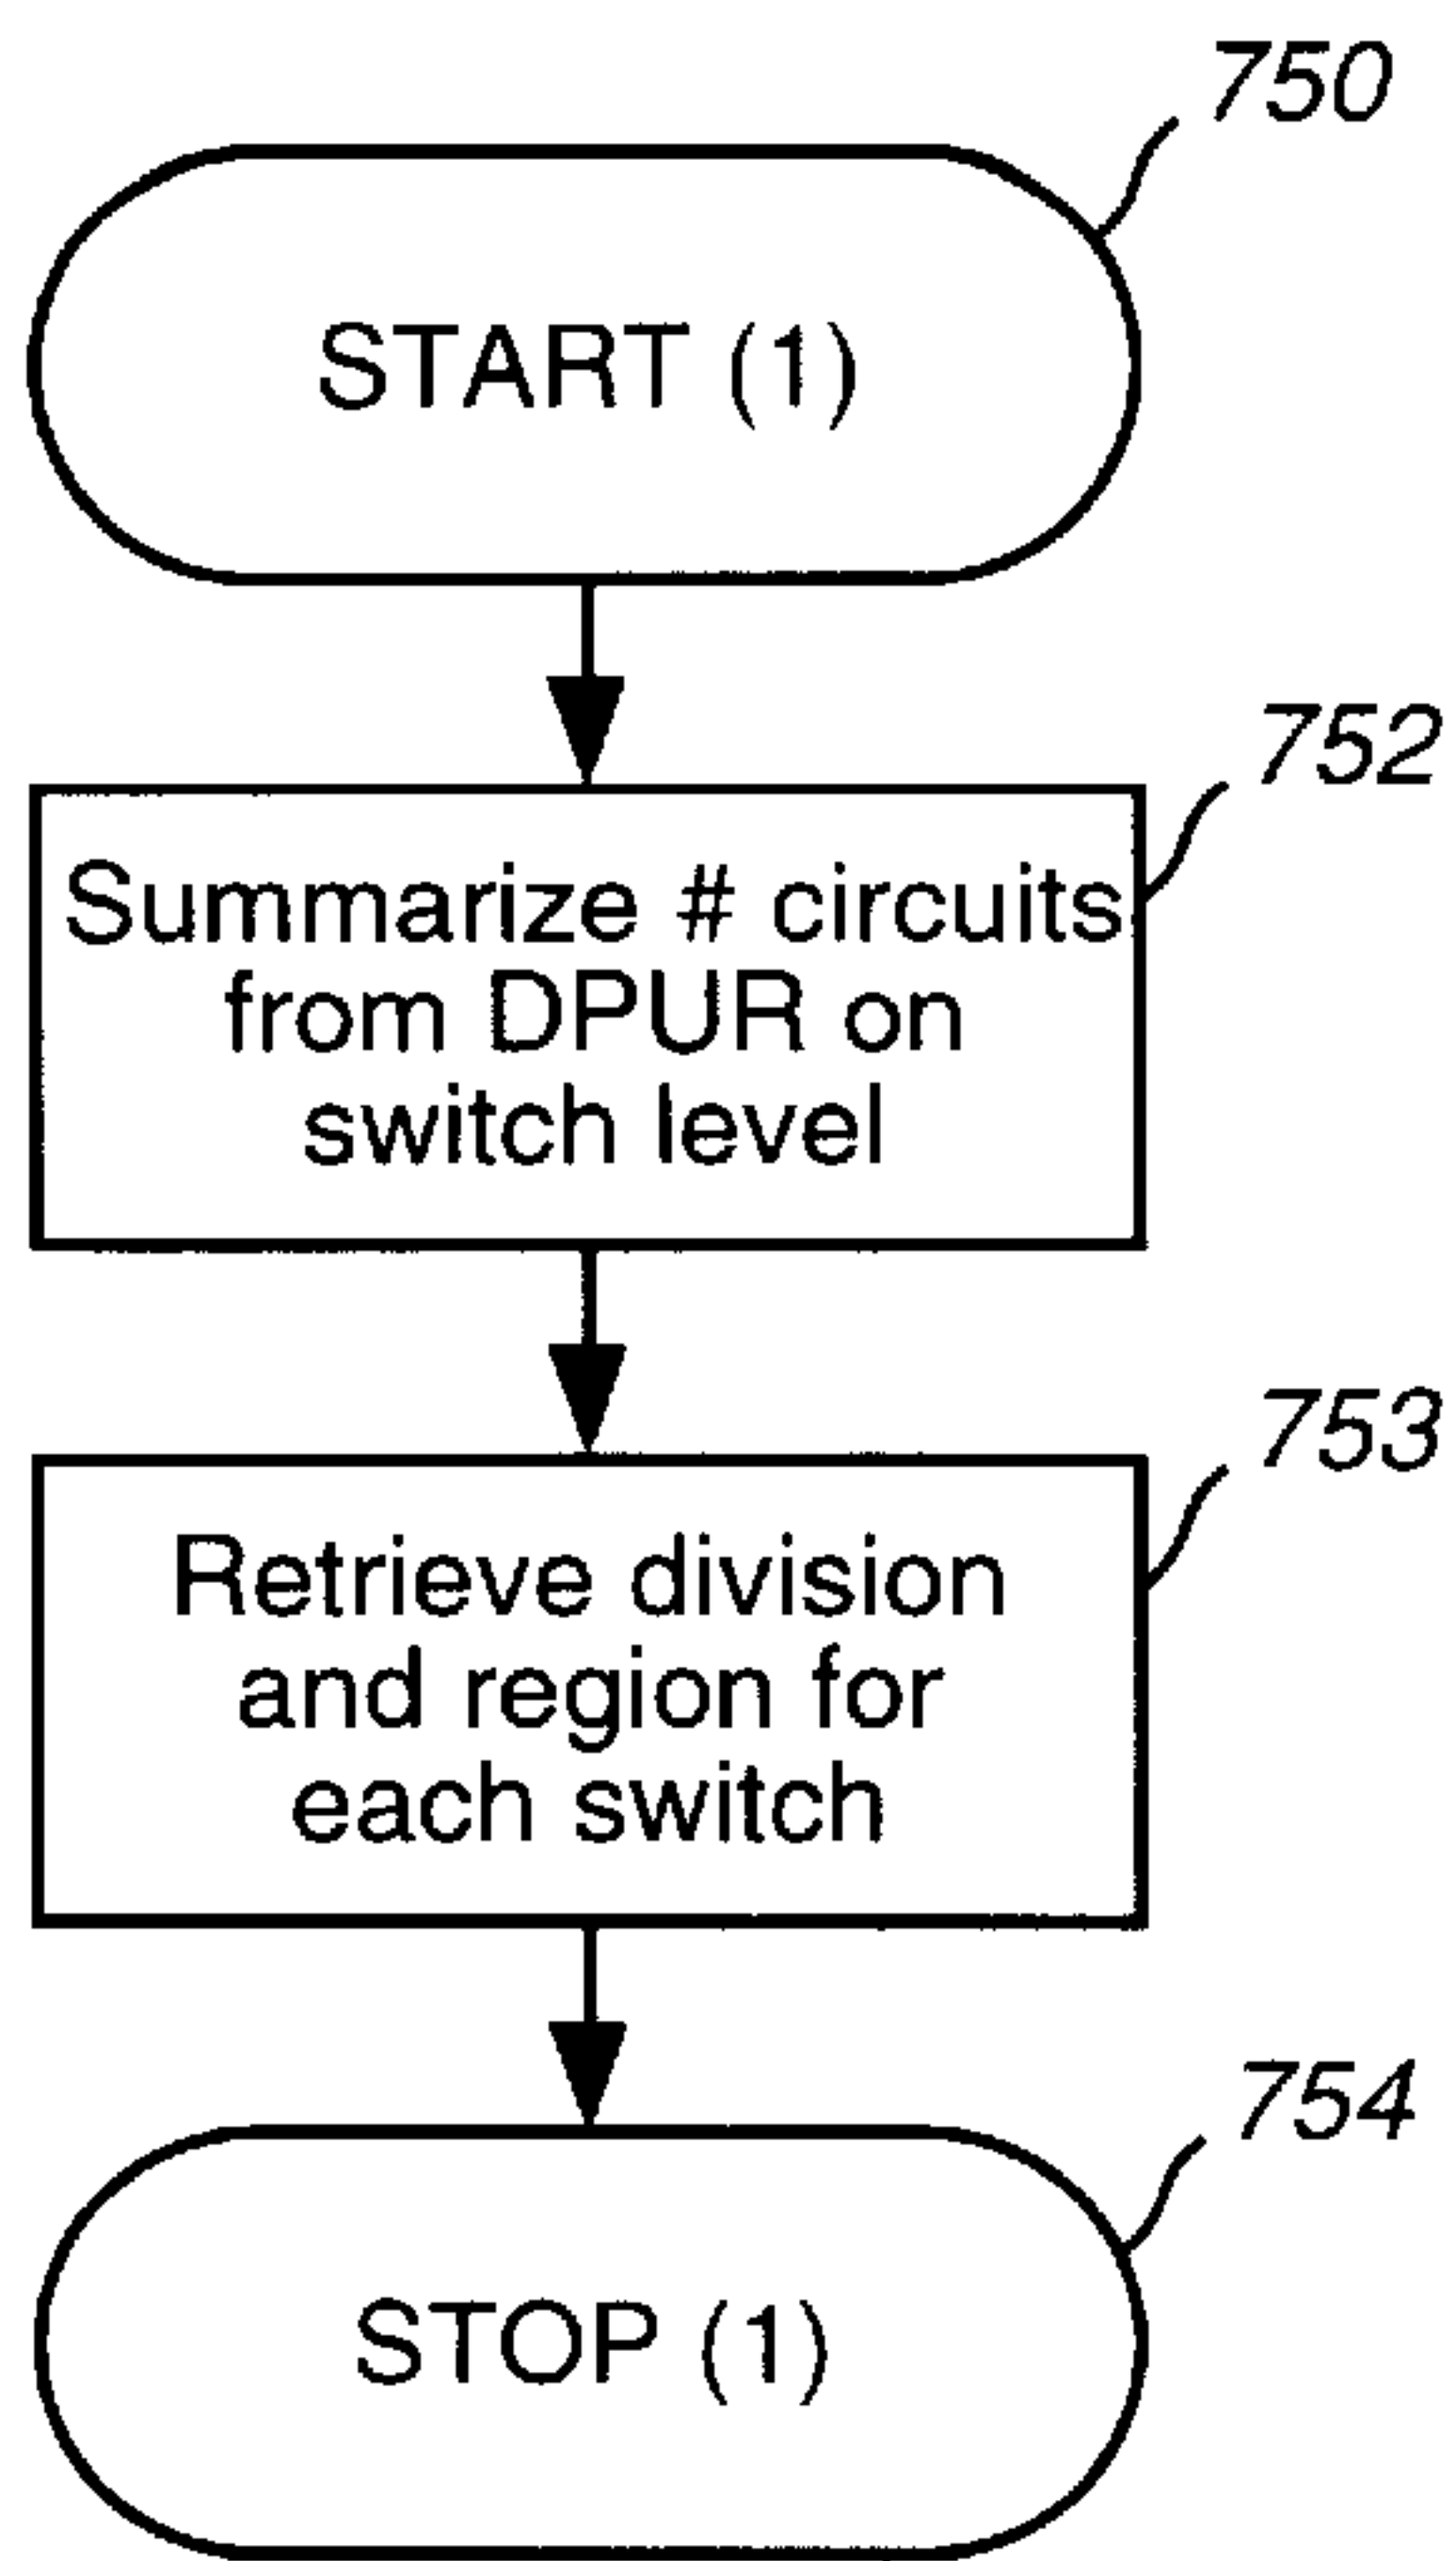 750
START (1)
752
Summarize # circuits
from DPUR on
switch level
753
Retrieve division
and region for
each switch
754
STOP (1)